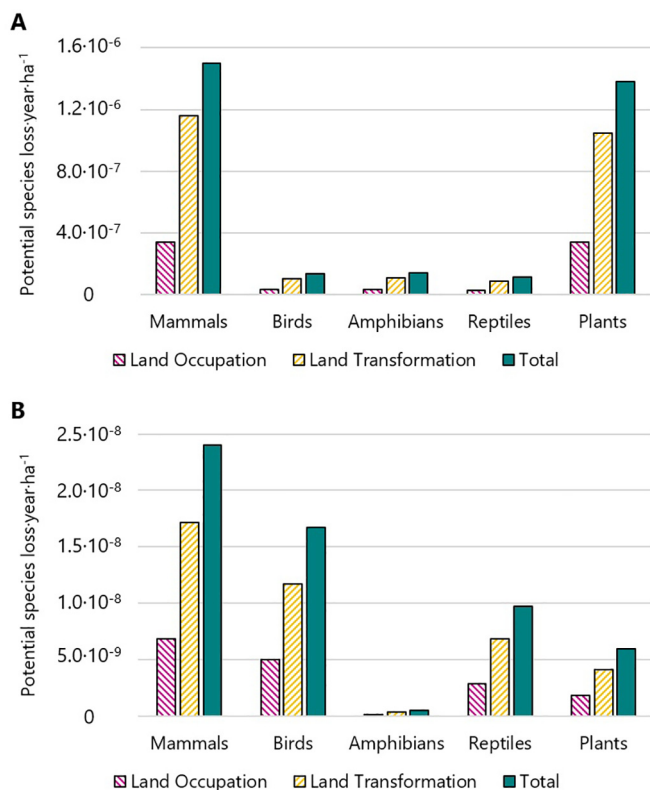 A
Potential species loss·year·ha⁻¹
1.6·10⁻⁶
1.2·10⁻⁶
8.0·10⁻⁷
4.0·10⁻⁷
0
Mammals Birds Amphibians Reptiles Plants
Land Occupation Land Transformation Total
B
Potential species loss·year·ha⁻¹
2.5·10⁻⁸
2.0·10⁻⁸
1.5·10⁻⁸
1.0·10⁻⁸
5.0·10⁻⁹
0
Mammals Birds Amphibians Reptiles Plants
Land Occupation Land Transformation Total